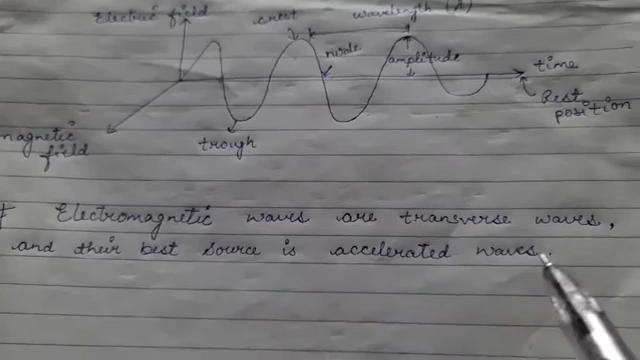 Electric field
crest
wavelength (λ)
node
amplitude
time
Rest
position
magnetic
field
trough
Electromagnetic waves are transverse waves,
and their best source is accelerated waves.